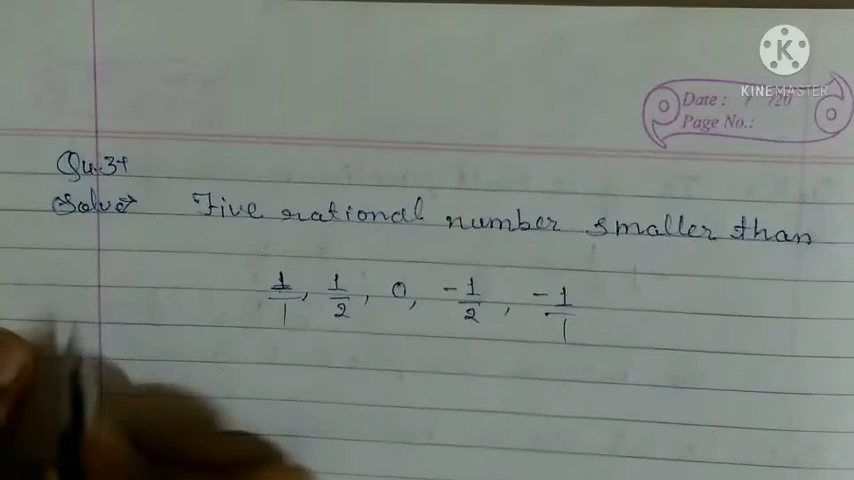 KINEMASTER
Date : / /20
Page No.:
Qu.3→
Solve→ Five rational number smaller than
1/1, 1/2, 0, -1/2, -1/1